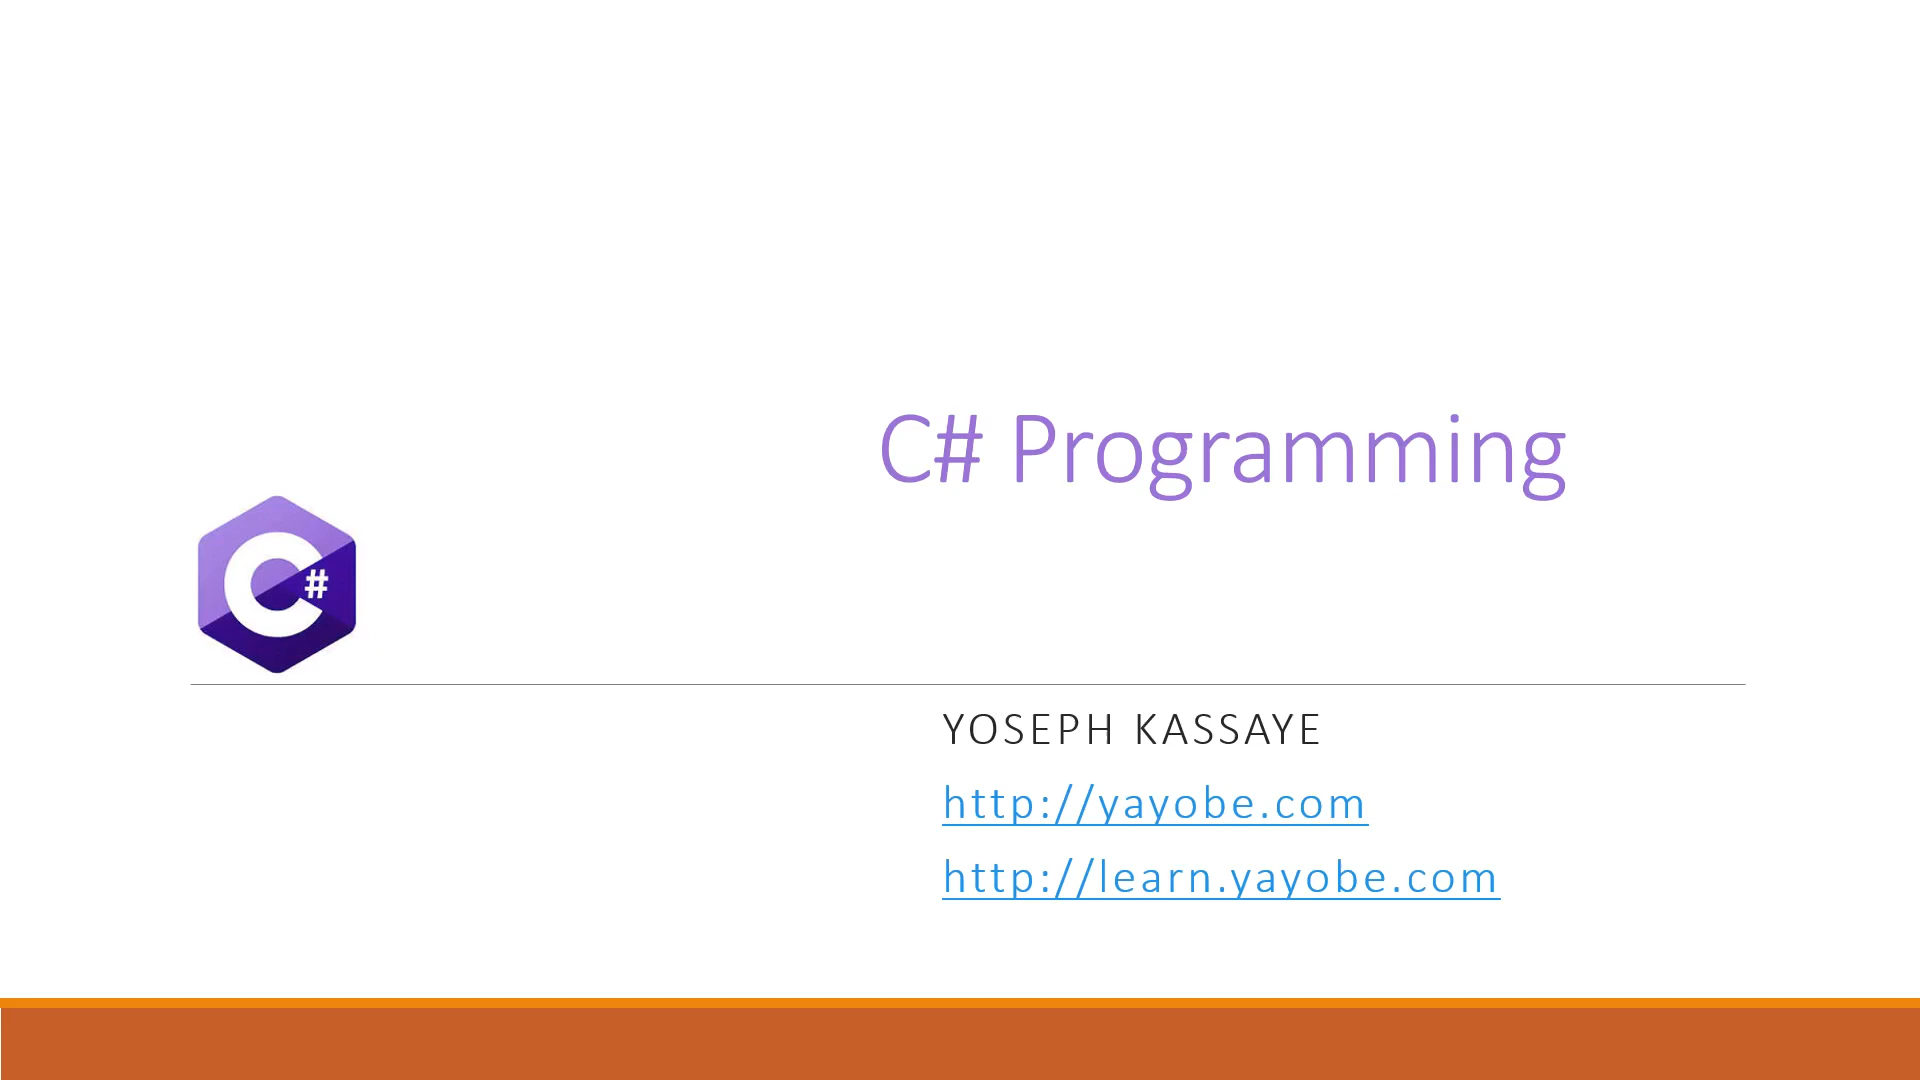 C# Programming
C#
YOSEPH KASSAYE
http://yayobe.com
http://learn.yayobe.com